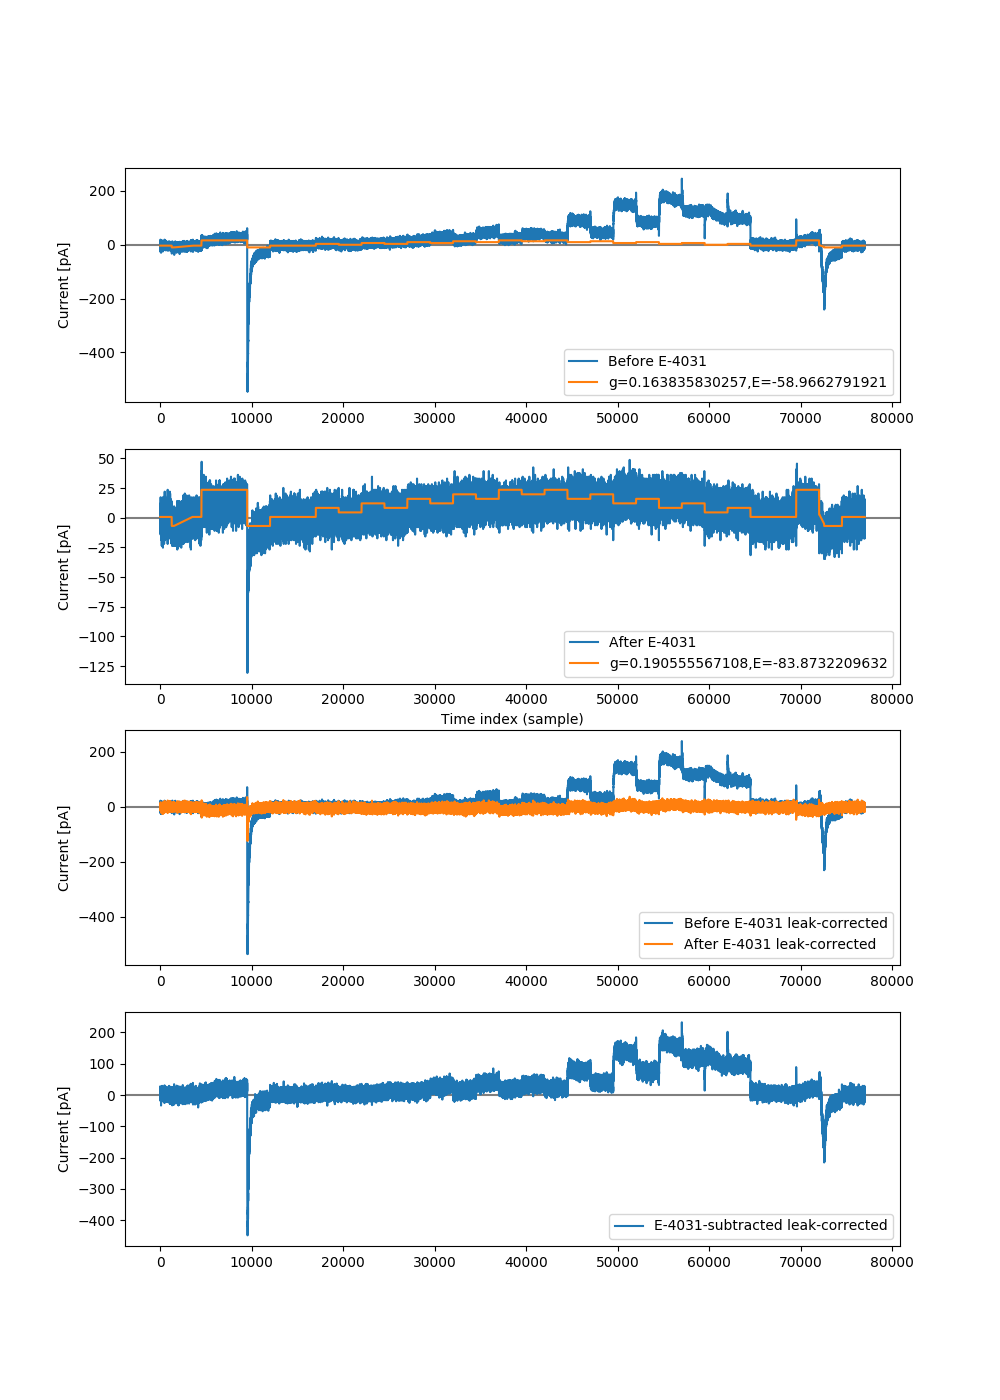 200
0
−200
−400
Current [pA]
Before E-4031
g=0.163835830257,E=-58.9662791921
0 10000 20000 30000 40000 50000 60000 70000 80000
50
25
0
−25
−50
−75
−100
−125
Current [pA]
After E-4031
g=0.190555567108,E=-83.8732209632
0 10000 20000 30000 40000 50000 60000 70000 80000
Time index (sample)
200
0
−200
−400
Current [pA]
Before E-4031 leak-corrected
After E-4031 leak-corrected
0 10000 20000 30000 40000 50000 60000 70000 80000
200
100
0
−100
−200
−300
−400
Current [pA]
E-4031-subtracted leak-corrected
0 10000 20000 30000 40000 50000 60000 70000 80000